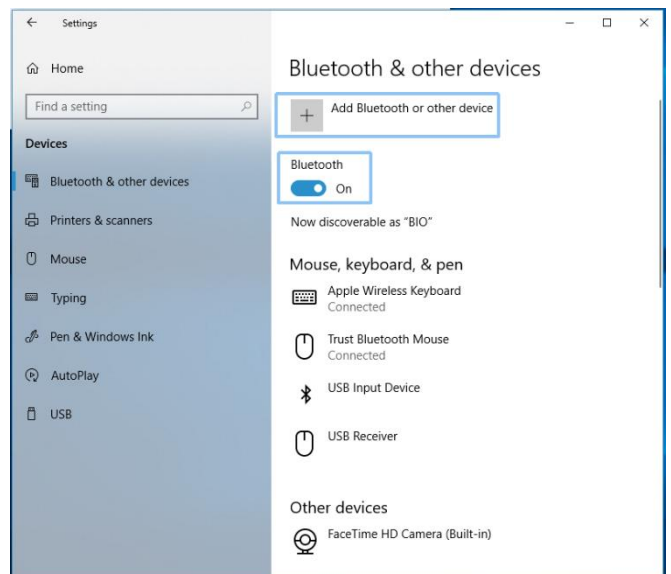 Settings
Home
Find a setting
Devices
Bluetooth & other devices
Printers & scanners
Mouse
Typing
Pen & Windows Ink
AutoPlay
USB
Bluetooth & other devices
Add Bluetooth or other device
Bluetooth
On
Now discoverable as “BIO”
Mouse, keyboard, & pen
Apple Wireless Keyboard
Connected
Trust Bluetooth Mouse
Connected
USB Input Device
USB Receiver
Other devices
FaceTime HD Camera (Built-in)